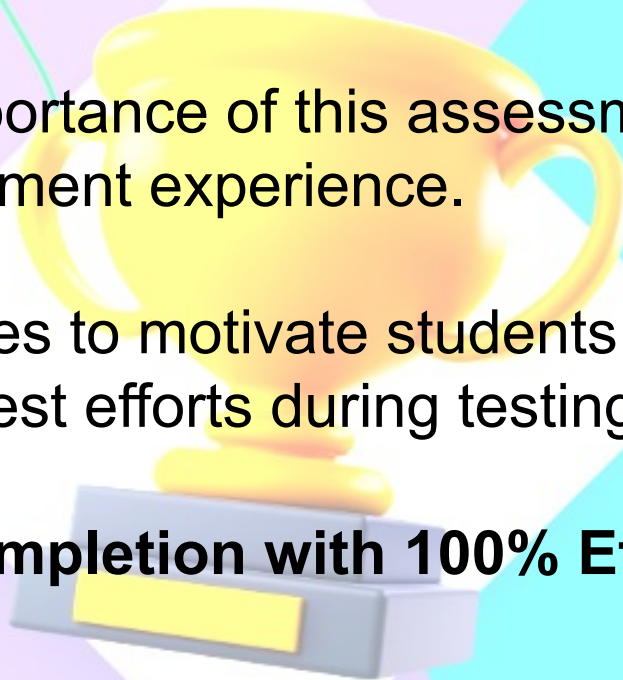 portance of this assessm
ment experience.
es to motivate students
est efforts during testing
mpletion with 100% Ef